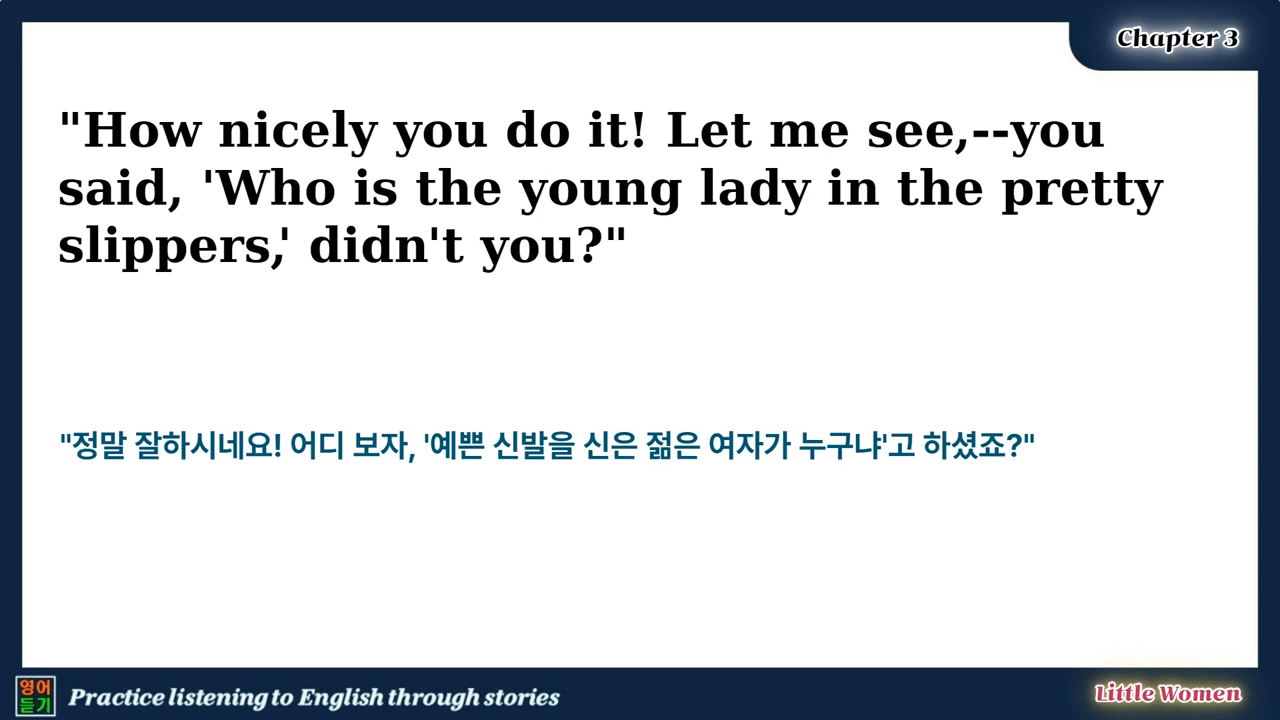 Chapter 3
"How nicely you do it! Let me see,--you
said, 'Who is the young lady in the pretty
slippers,' didn't you?"
"정말 잘하시네요! 어디 보자, '예쁜 신발을 신은 젊은 여자가 누구냐'고 하셨죠?"
영어
듣기
Practice listening to English through stories
Little Women